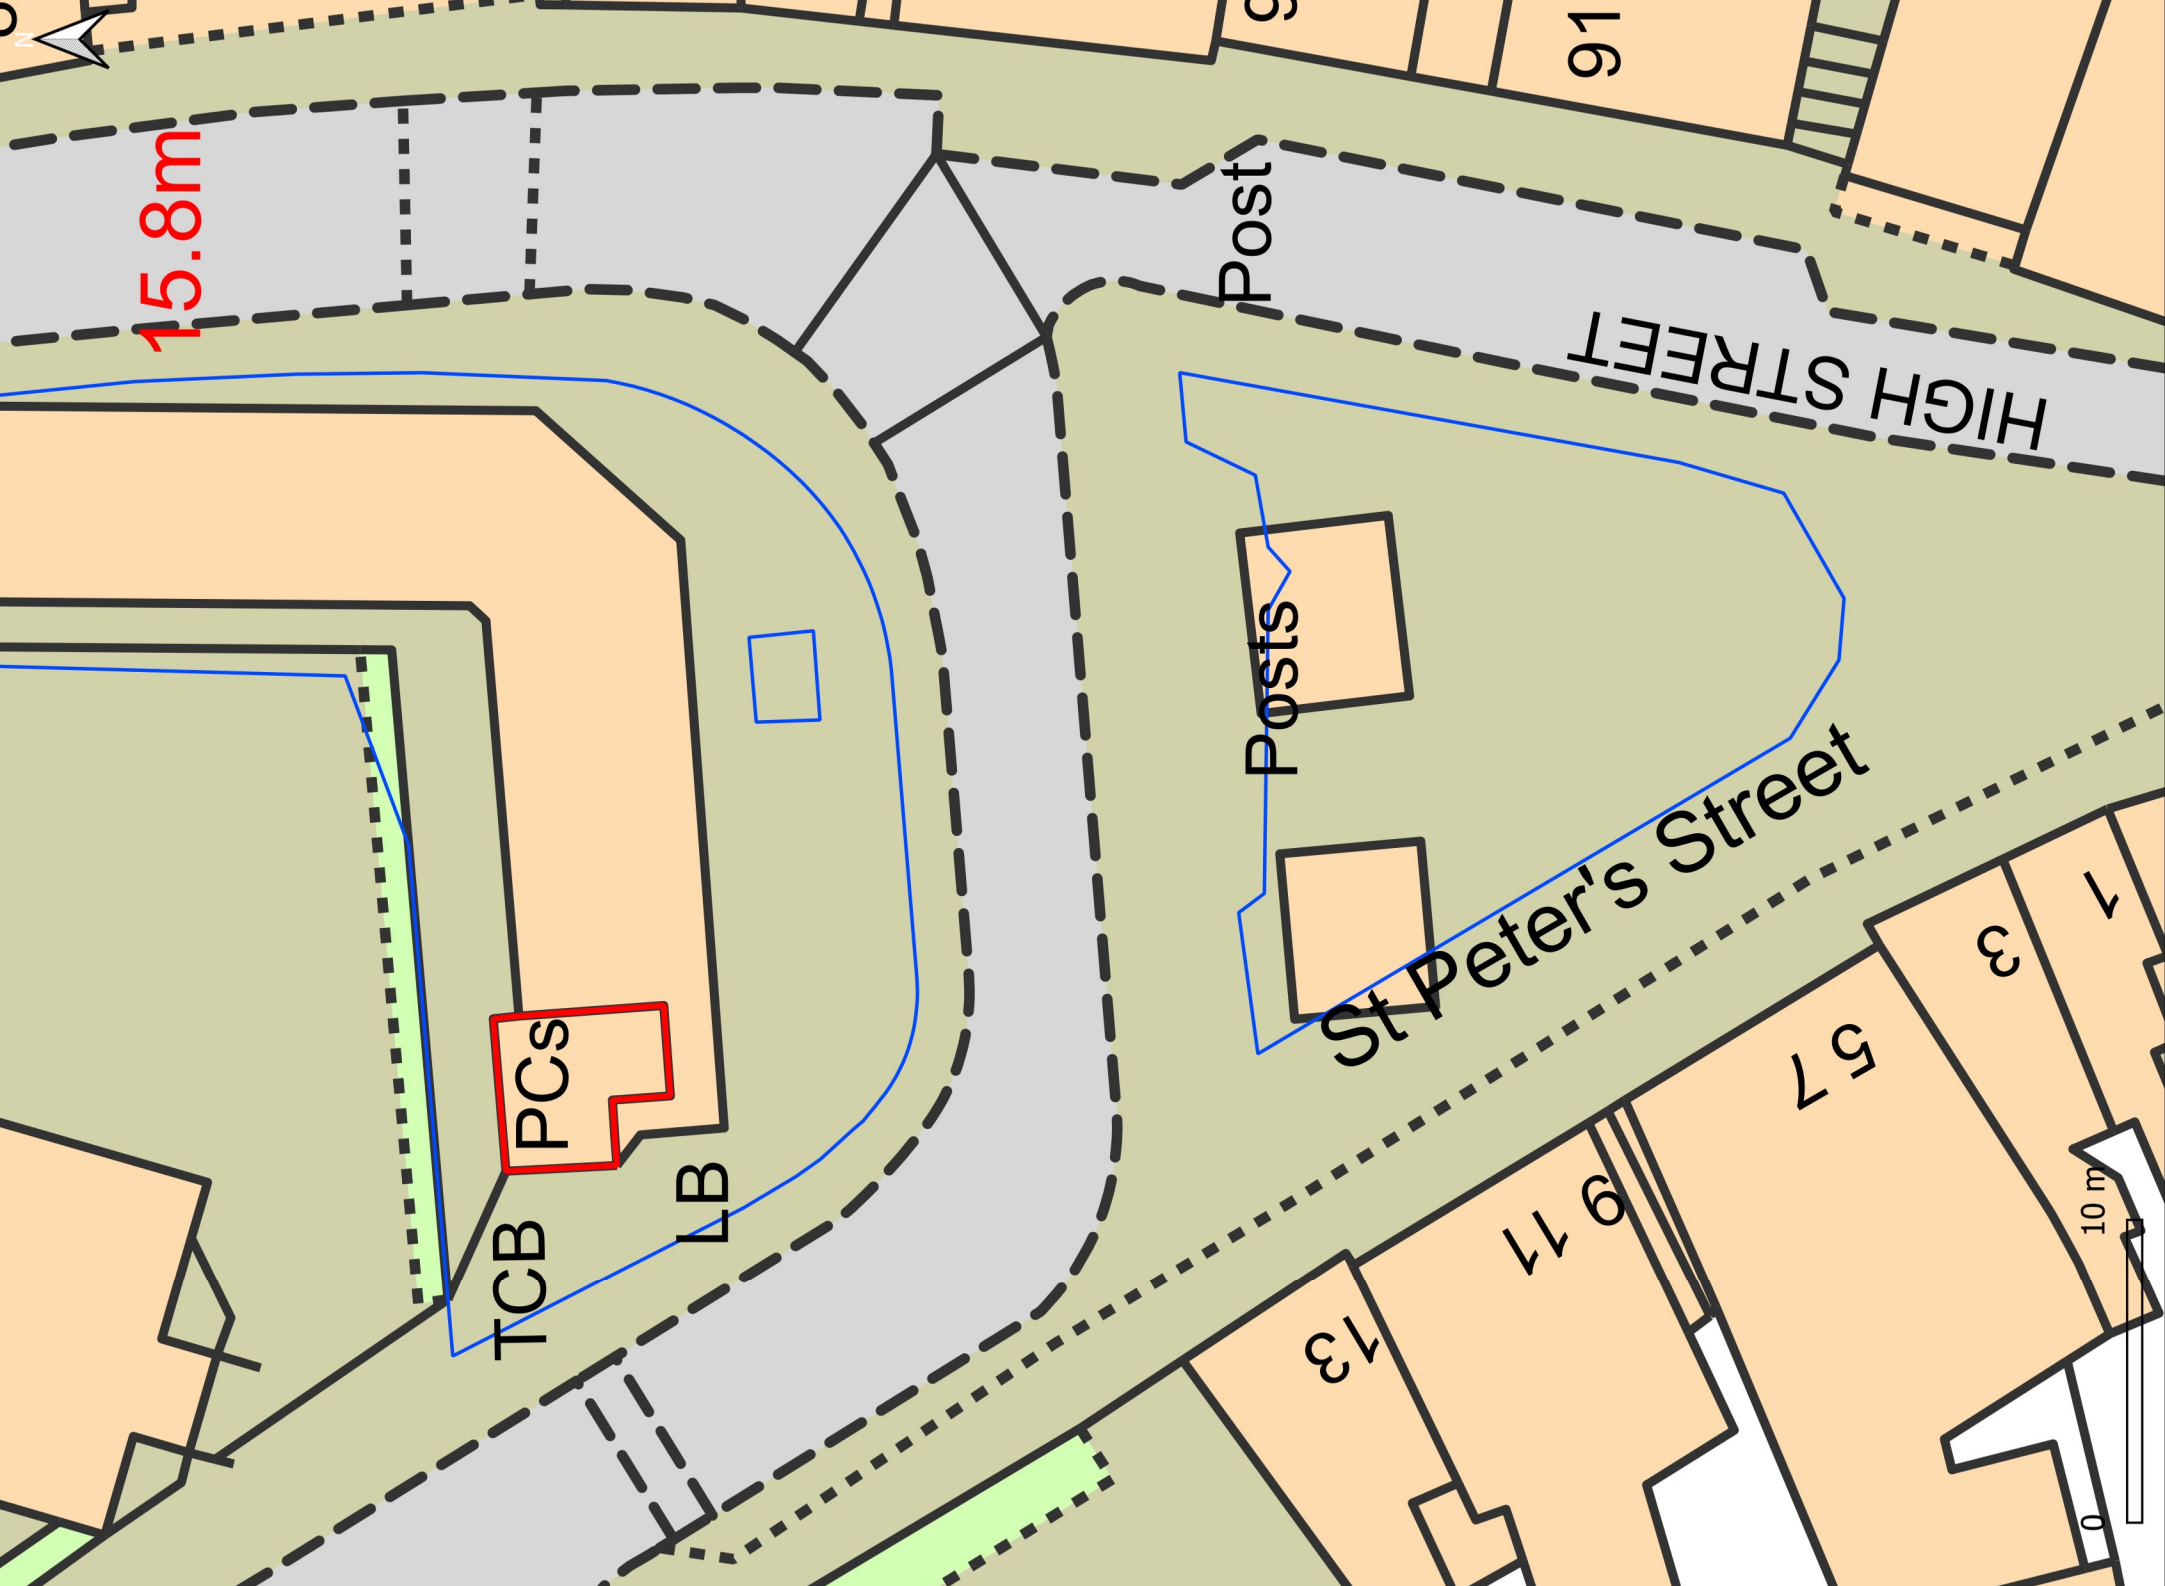 N
15.8m
91
Post
HIGH STREET
Posts
St Peter's Street
PCs
LB
TCB
1
3
5
7
9
11
13
10 m
0